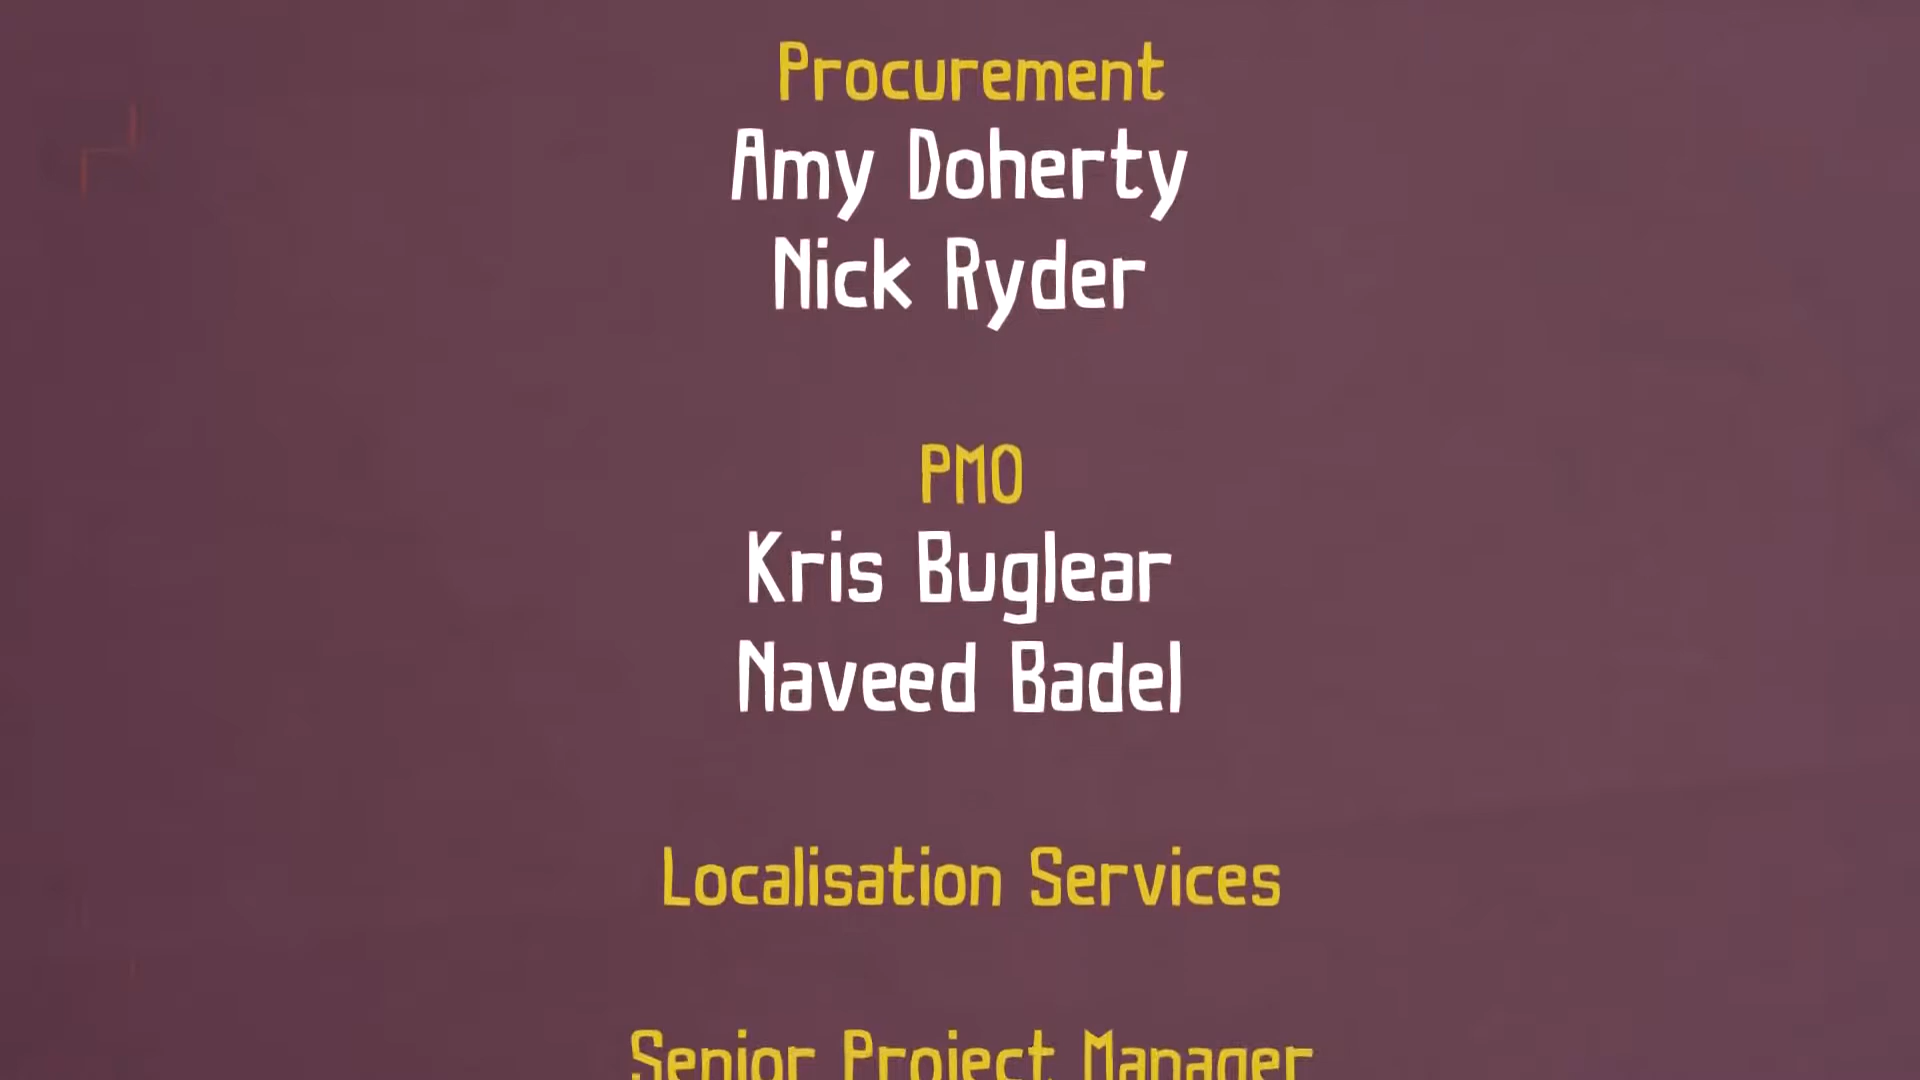 Procurement
Amy Doherty
Nick Ryder
PMO
Kris Buglear
Naveed Badel
Localisation Services
Senior Project Manager